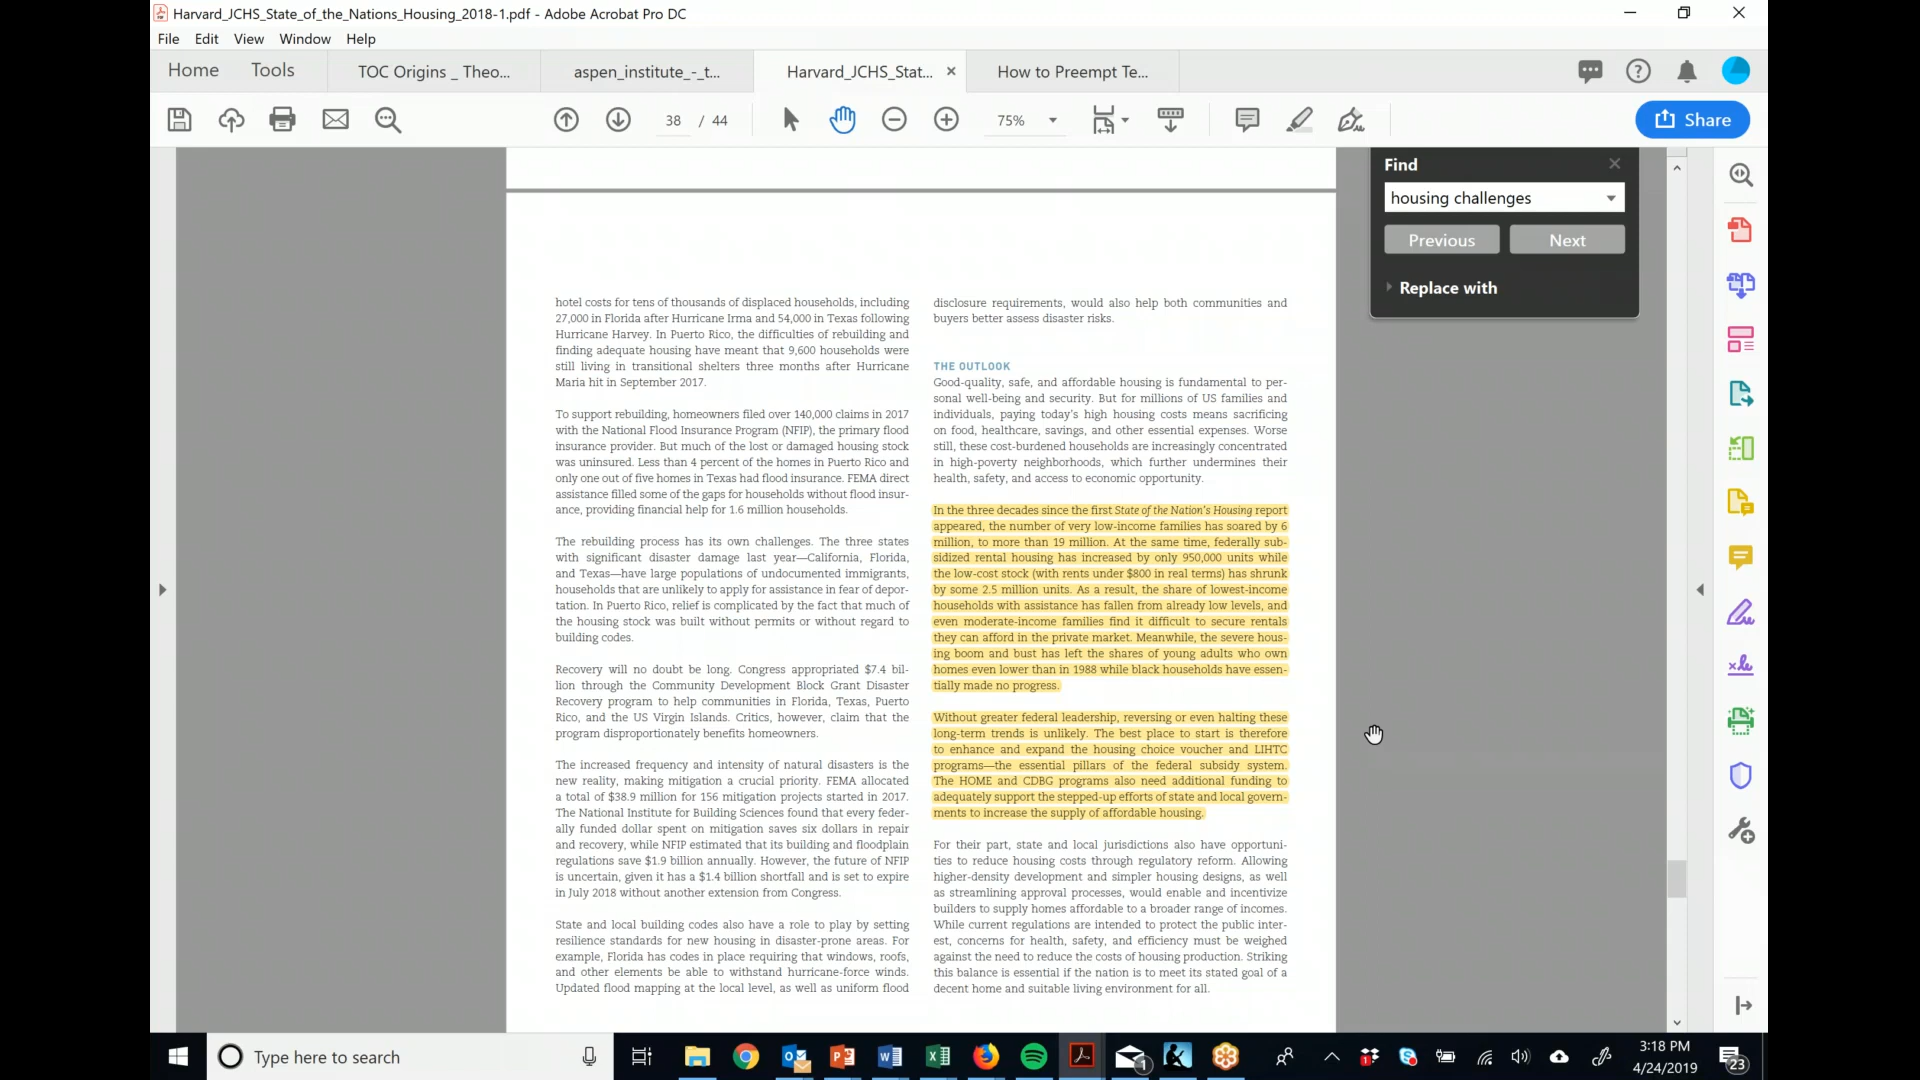 Harvard_JCHS_State_of_the_Nations_Housing_2018-1.pdf - Adobe Acrobat Pro DC
File Edit View Window Help
Home Tools TOC Origins _ Theo... aspen_institute_-_t... Harvard_JCHS_Stat... How to Preempt Te...
38 / 44 75% Share
Find
housing challenges
Previous Next
Replace with
hotel costs for tens of thousands of displaced households, including
27,000 in Florida after Hurricane Irma and 54,000 in Texas following
Hurricane Harvey. In Puerto Rico, the difficulties of rebuilding and
finding adequate housing have meant that 9,600 households were
still living in transitional shelters three months after Hurricane
Maria hit in September 2017.
To support rebuilding, homeowners filed over 140,000 claims in 2017
with the National Flood Insurance Program (NFIP), the primary flood
insurance provider. But much of the lost or damaged housing stock
was uninsured. Less than 4 percent of the homes in Puerto Rico and
only one out of five homes in Texas had flood insurance. FEMA direct
assistance filled some of the gaps for households without flood insur-
ance, providing financial help for 1.6 million households.
The rebuilding process has its own challenges. The three states
with significant disaster damage last year—California, Florida,
and Texas—have large populations of undocumented immigrants,
households that are unlikely to apply for assistance in fear of depor-
tation. In Puerto Rico, relief is complicated by the fact that much of
the housing stock was built without permits or without regard to
building codes.
Recovery will no doubt be long. Congress appropriated $7.4 bil-
lion through the Community Development Block Grant Disaster
Recovery program to help communities in Florida, Texas, Puerto
Rico, and the US Virgin Islands. Critics, however, claim that the
program disproportionately benefits homeowners.
The increased frequency and intensity of natural disasters is the
new reality, making mitigation a crucial priority. FEMA allocated
a total of $38.9 million for 156 mitigation projects started in 2017.
The National Institute for Building Sciences found that every feder-
ally funded dollar spent on mitigation saves six dollars in repair
and recovery, while NFIP estimated that its building and floodplain
regulations save $1.9 billion annually. However, the future of NFIP
is uncertain, given it has a $1.4 billion shortfall and is set to expire
in July 2018 without another extension from Congress.
State and local building codes also have a role to play by setting
resilience standards for new housing in disaster-prone areas. For
example, Florida has codes in place requiring that windows, roofs,
and other elements be able to withstand hurricane-force winds.
Updated flood mapping at the local level, as well as uniform flood
disclosure requirements, would also help both communities and
buyers better assess disaster risks.
THE OUTLOOK
Good-quality, safe, and affordable housing is fundamental to per-
sonal well-being and security. But for millions of US families and
individuals, paying today's high housing costs means sacrificing
on food, healthcare, savings, and other essential expenses. Worse
still, these cost-burdened households are increasingly concentrated
in high-poverty neighborhoods, which further undermines their
health, safety, and access to economic opportunity.
In the three decades since the first State of the Nation's Housing report
appeared, the number of very low-income families has soared by 6
million, to more than 19 million. At the same time, federally sub-
sidized rental housing has increased by only 950,000 units while
the low-cost stock (with rents under $800 in real terms) has shrunk
by some 2.5 million units. As a result, the share of lowest-income
households with assistance has fallen from already low levels, and
even moderate-income families find it difficult to secure rentals
they can afford in the private market. Meanwhile, the severe hous-
ing boom and bust has left the shares of young adults who own
homes even lower than in 1988 while black households have essen-
tially made no progress.
Without greater federal leadership, reversing or even halting these
long-term trends is unlikely. The best place to start is therefore
to enhance and expand the housing choice voucher and LIHTC
programs—the essential pillars of the federal subsidy system.
The HOME and CDBG programs also need additional funding to
adequately support the stepped-up efforts of state and local govern-
ments to increase the supply of affordable housing.
For their part, state and local jurisdictions also have opportuni-
ties to reduce housing costs through regulatory reform. Allowing
higher-density development and simpler housing designs, as well
as streamlining approval processes, would enable and incentivize
builders to supply homes affordable to a broader range of incomes.
While current regulations are intended to protect the public inter-
est, concerns for health, safety, and efficiency must be weighed
against the need to reduce the costs of housing production. Striking
this balance is essential if the nation is to meet its stated goal of a
decent home and suitable living environment for all.
Type here to search
3:18 PM
4/24/2019
23